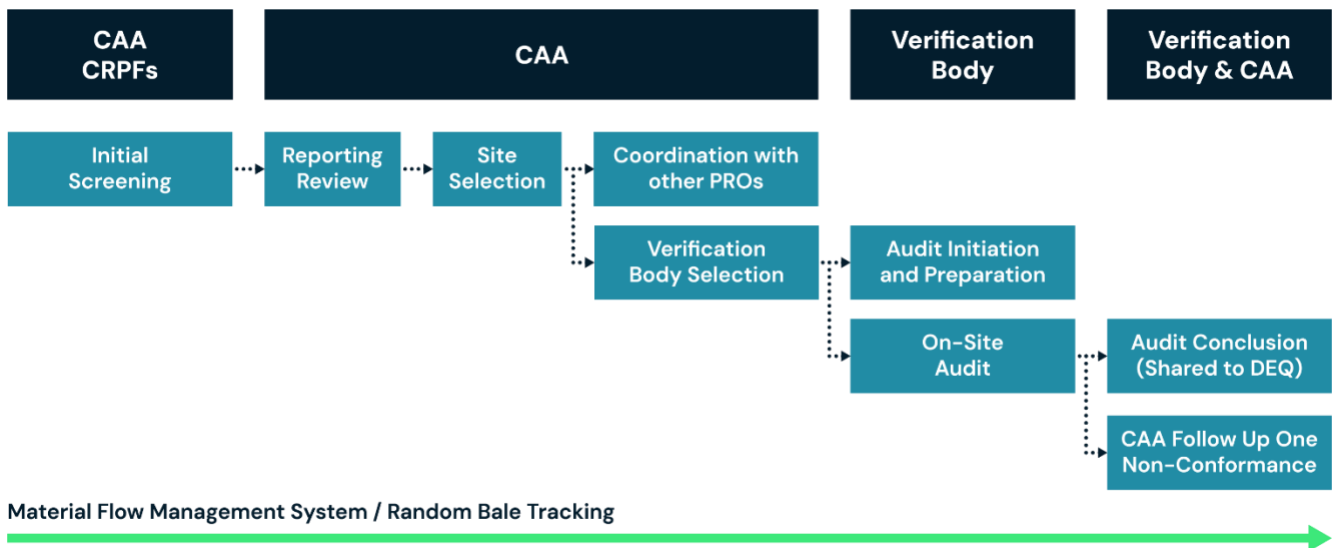 CAA
CRPFs
CAA
Verification
Body
Verification
Body & CAA
Initial
Screening
Reporting
Review
Site
Selection
Coordination with
other PROs
Verification
Body Selection
Audit Initiation
and Preparation
On-Site
Audit
Audit Conclusion
(Shared to DEQ)
CAA Follow Up One
Non-Conformance
Material Flow Management System / Random Bale Tracking